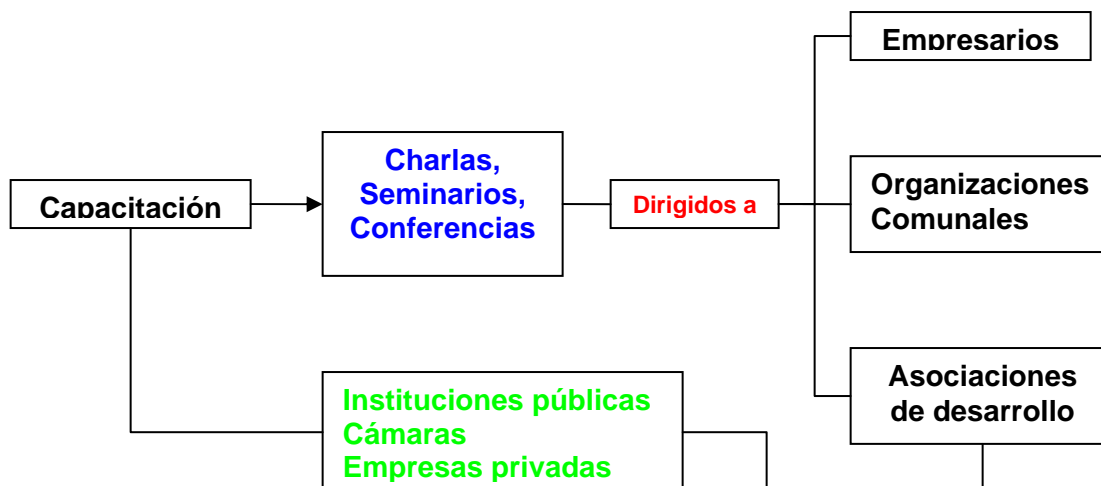 Empresarios
Charlas,
Seminarios,
Conferencias
Capacitación
Dirigidos a
Organizaciones
Comunales
Asociaciones
de desarrollo
Instituciones públicas
Cámaras
Empresas privadas